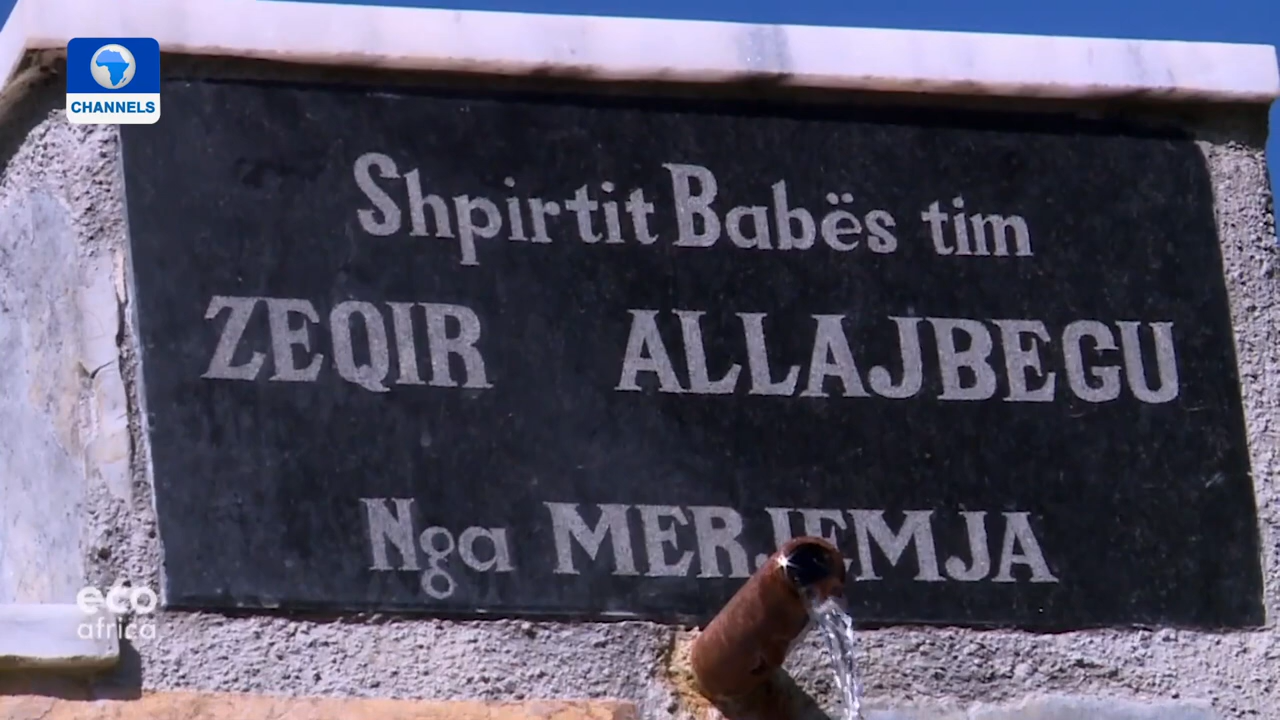 CHANNELS
Shpirtit Babës tim
ZEQIR ALLAJBEGU
Nga MERJEMJA
eco
africa